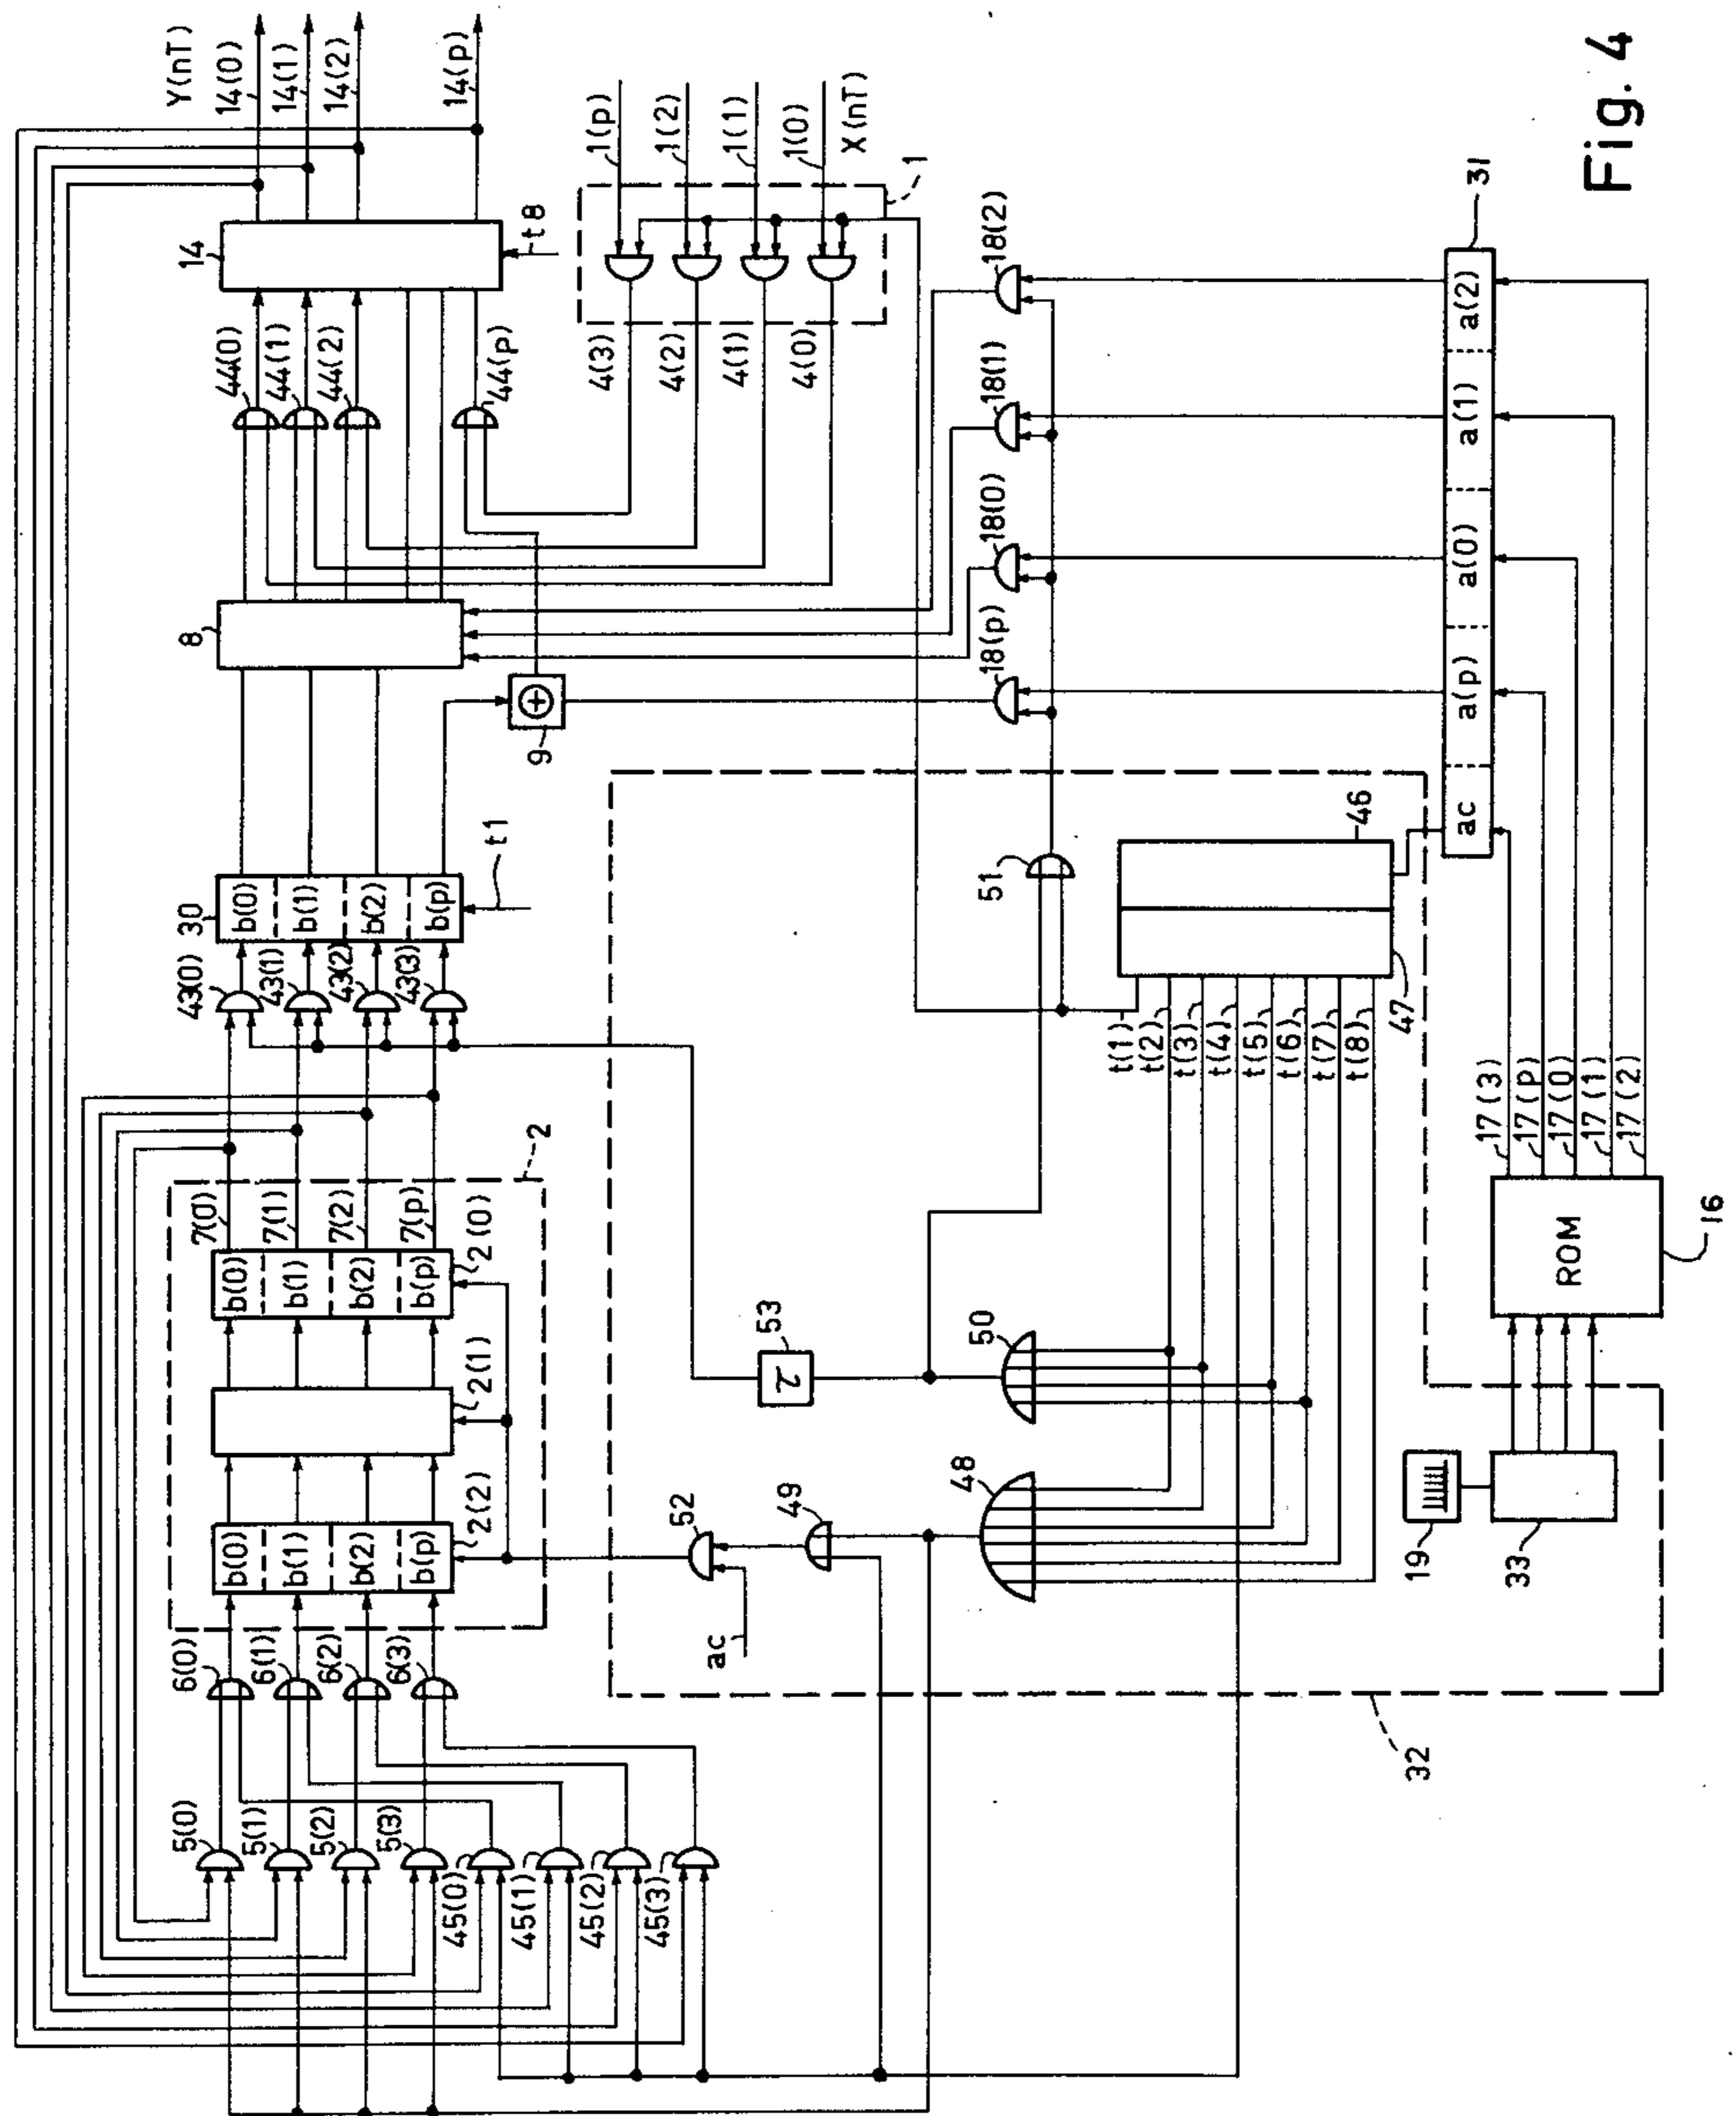 Y(nT)
14(0)
14(1)
14(2)
14(p)
14
t8
44(0)
44(1)
44(2)
44(p)
1(p)
1(2)
1(1)
1(0)
X(nT)
1
4(3)
4(2)
4(1)
4(0)
8
9
18(p)
18(0)
18(1)
18(2)
30
b(0)
b(1)
b(2)
b(p)
t1
43(0)
43(1)
43(2)
43(3)
2
7(0)
7(1)
7(2)
7(p)
b(0)
b(1)
b(2)
b(p)
2(0)
2(1)
b(0)
b(1)
b(2)
b(p)
2(2)
6(0)
6(1)
6(2)
6(3)
5(0)
5(1)
5(2)
5(3)
45(0)
45(1)
45(2)
45(3)
53
τ
52
ac
49
48
50
51
t(1)
t(2)
t(3)
t(4)
t(5)
t(6)
t(7)
t(8)
46
47
31
ac
a(p)
a(0)
a(1)
a(2)
17(3)
17(P)
17(0)
17(1)
17(2)
ROM
16
19
33
32
Fig. 4